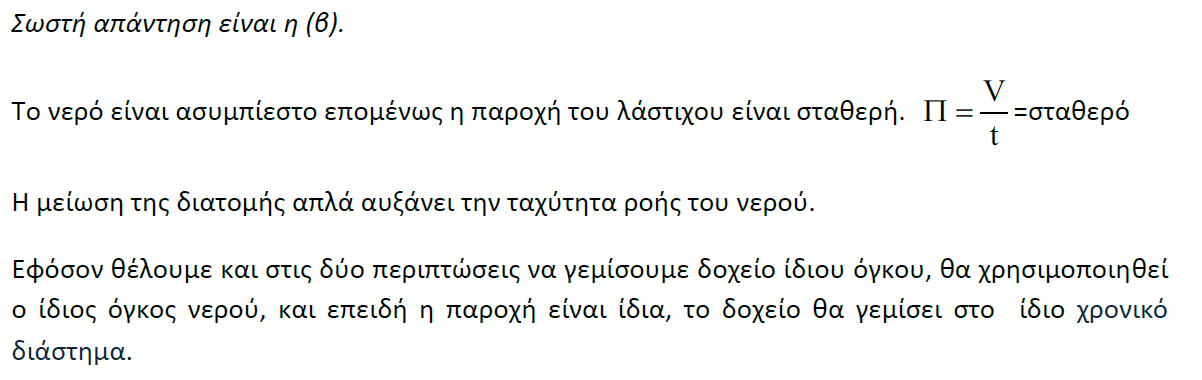 Σωστή απάντηση είναι η (β).
Το νερό είναι ασυμπίεστο επομένως η παροχή του λάστιχου είναι σταθερή. Π = V/t =σταθερό
Η μείωση της διατομής απλά αυξάνει την ταχύτητα ροής του νερού.
Εφόσον θέλουμε και στις δύο περιπτώσεις να γεμίσουμε δοχείο ίδιου όγκου, θα χρησιμοποιηθεί
ο ίδιος όγκος νερού, και επειδή η παροχή είναι ίδια, το δοχείο θα γεμίσει στο ίδιο χρονικό
διάστημα.